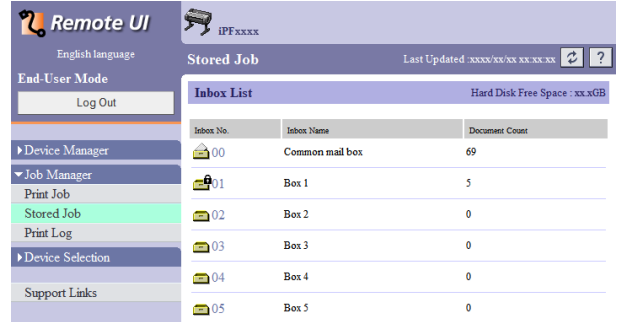 Remote UI
English language
End-User Mode
Log Out
Device Manager
Job Manager
Print Job
Stored Job
Print Log
Device Selection
Support Links
iPFxxxx
Stored Job Last Updated :xxxx/xx/xx xx:xx:xx ?
Inbox List Hard Disk Free Space : xx.xGB
Inbox No. Inbox Name Document Count
00 Common mail box 69
01 Box 1 5
02 Box 2 0
03 Box 3 0
04 Box 4 0
05 Box 5 0